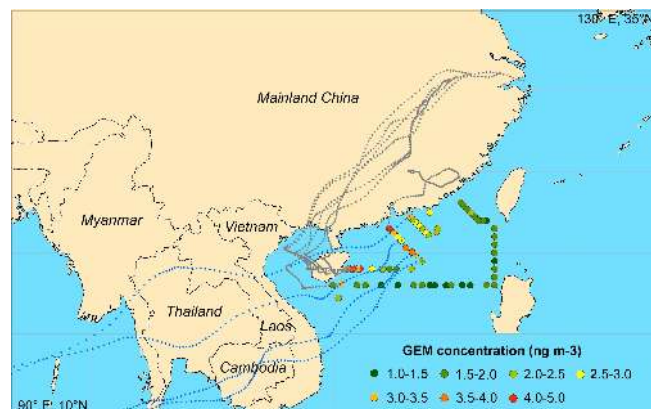 130° E, 35°N
Mainland China
Myanmar
Vietnam
Thailand
Laos
Cambodia
GEM concentration (ng m-3)
1.0-1.5 1.5-2.0 2.0-2.5 2.5-3.0
3.0-3.5 3.5-4.0 4.0-5.0
90° E; 10°N